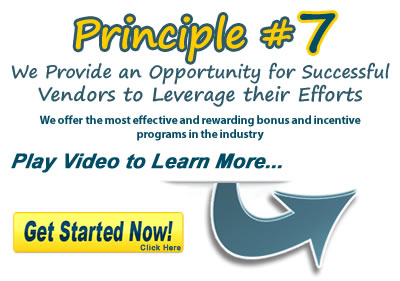 Principle #7
We Provide an Opportunity for Successful
Vendors to Leverage their Efforts
We offer the most effective and rewarding bonus and incentive
programs in the industry
Play Video to Learn More...
Get Started Now!
Click Here